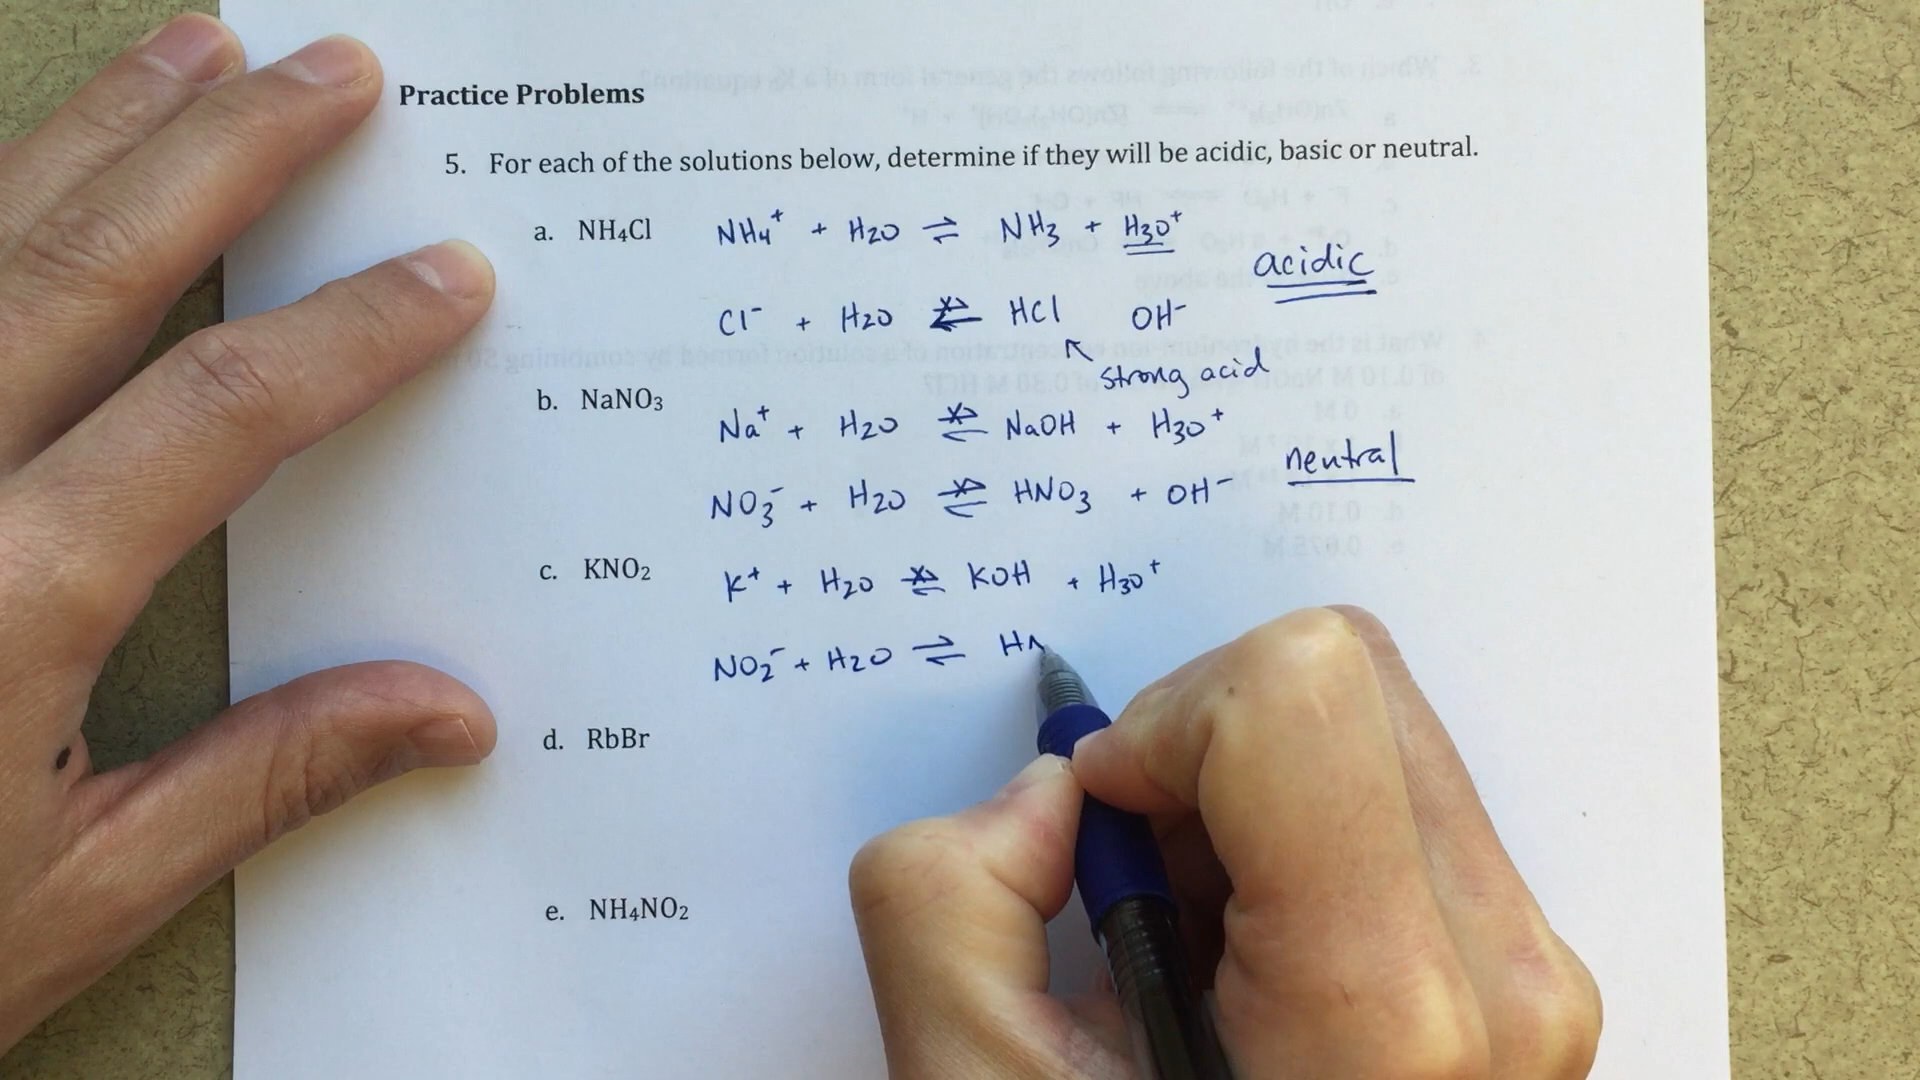 Practice Problems
5. For each of the solutions below, determine if they will be acidic, basic or neutral.
a. NH₄Cl NH₄⁺ + H₂O ⇌ NH₃ + H₃O⁺
acidic
Cl⁻ + H₂O ⇌ HCl OH⁻
strong acid
b. NaNO₃
Na⁺ + H₂O ⇌ NaOH + H₃O⁺
neutral
NO₃⁻ + H₂O ⇌ HNO₃ + OH⁻
c. KNO₂ K⁺ + H₂O ⇌ KOH + H₃O⁺
NO₂⁻ + H₂O ⇌ H
d. RbBr
e. NH₄NO₂